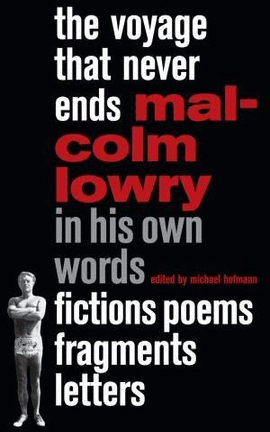 the voyage
that never
ends mal-
colm
lowry
in his own
words edited by michael hofmann
fictions poems
fragments
letters